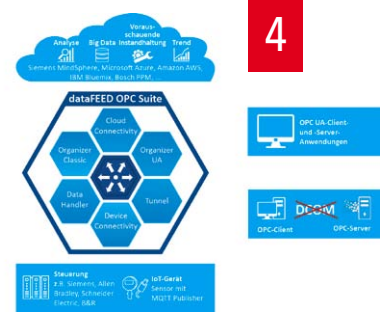 Voraus-
schauende
Analyse Big Data Instandhaltung Trend
Siemens MindSphere, Microsoft Azure, Amazon AWS,
IBM Bluemix, Bosch PPM, ...
4
dataFEED OPC Suite
Cloud
Connectivity
Organizer
Classic
Organizer
UA
Data
Handler
Tunnel
Device
Connectivity
OPC UA-Client-
und -Server-
Anwendungen
DCOM
OPC-Client OPC-Server
Steuerung
z.B. Siemens, Allen
Bradley, Schneider
Electric, B&R
IoT-Gerät
Sensor mit
MQTT Publisher